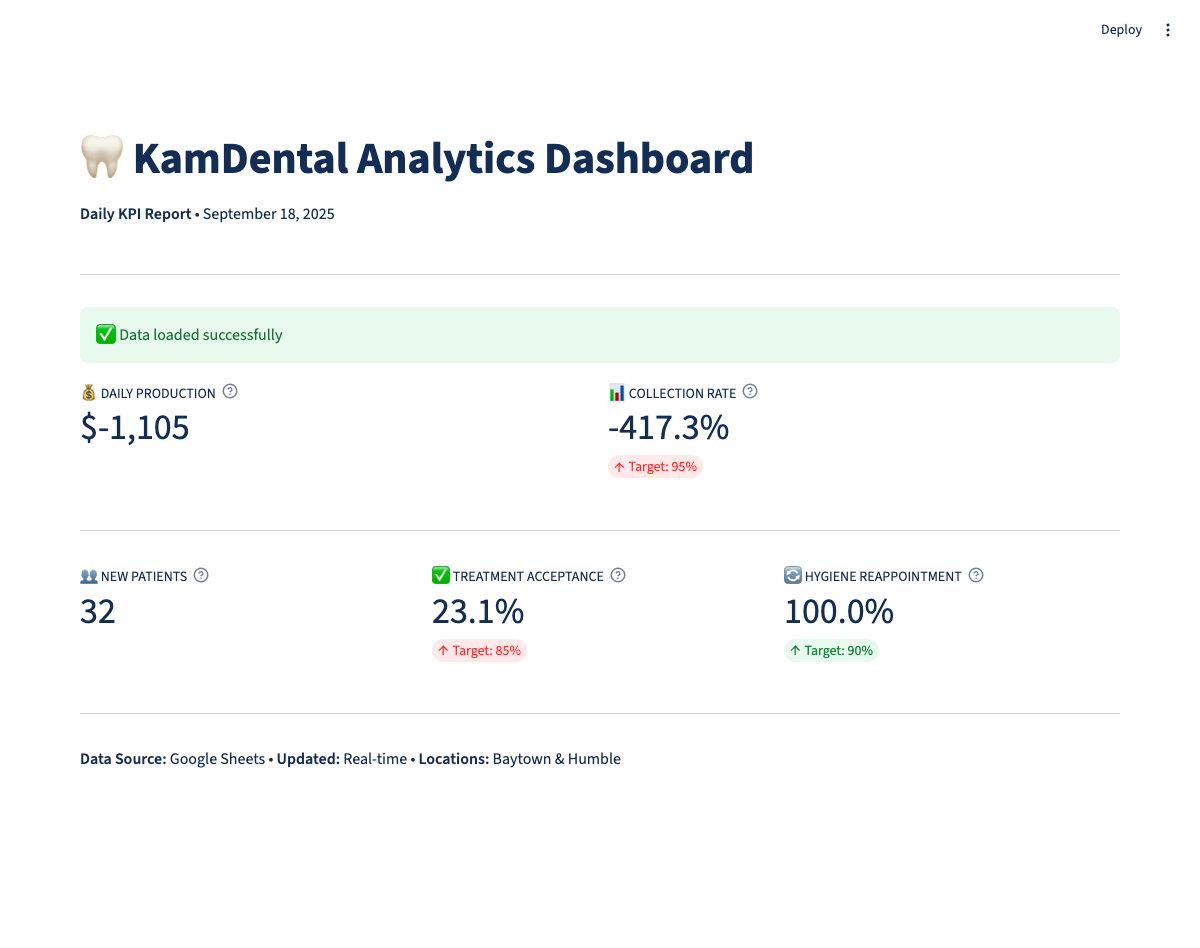 Deploy
🦷 KamDental Analytics Dashboard
Daily KPI Report • September 18, 2025
✅ Data loaded successfully
💰 DAILY PRODUCTION
$-1,105
📊 COLLECTION RATE
-417.3%
↑ Target: 95%
👥 NEW PATIENTS
32
✅ TREATMENT ACCEPTANCE
23.1%
↑ Target: 85%
🔄 HYGIENE REAPPOINTMENT
100.0%
↑ Target: 90%
Data Source: Google Sheets • Updated: Real-time • Locations: Baytown & Humble